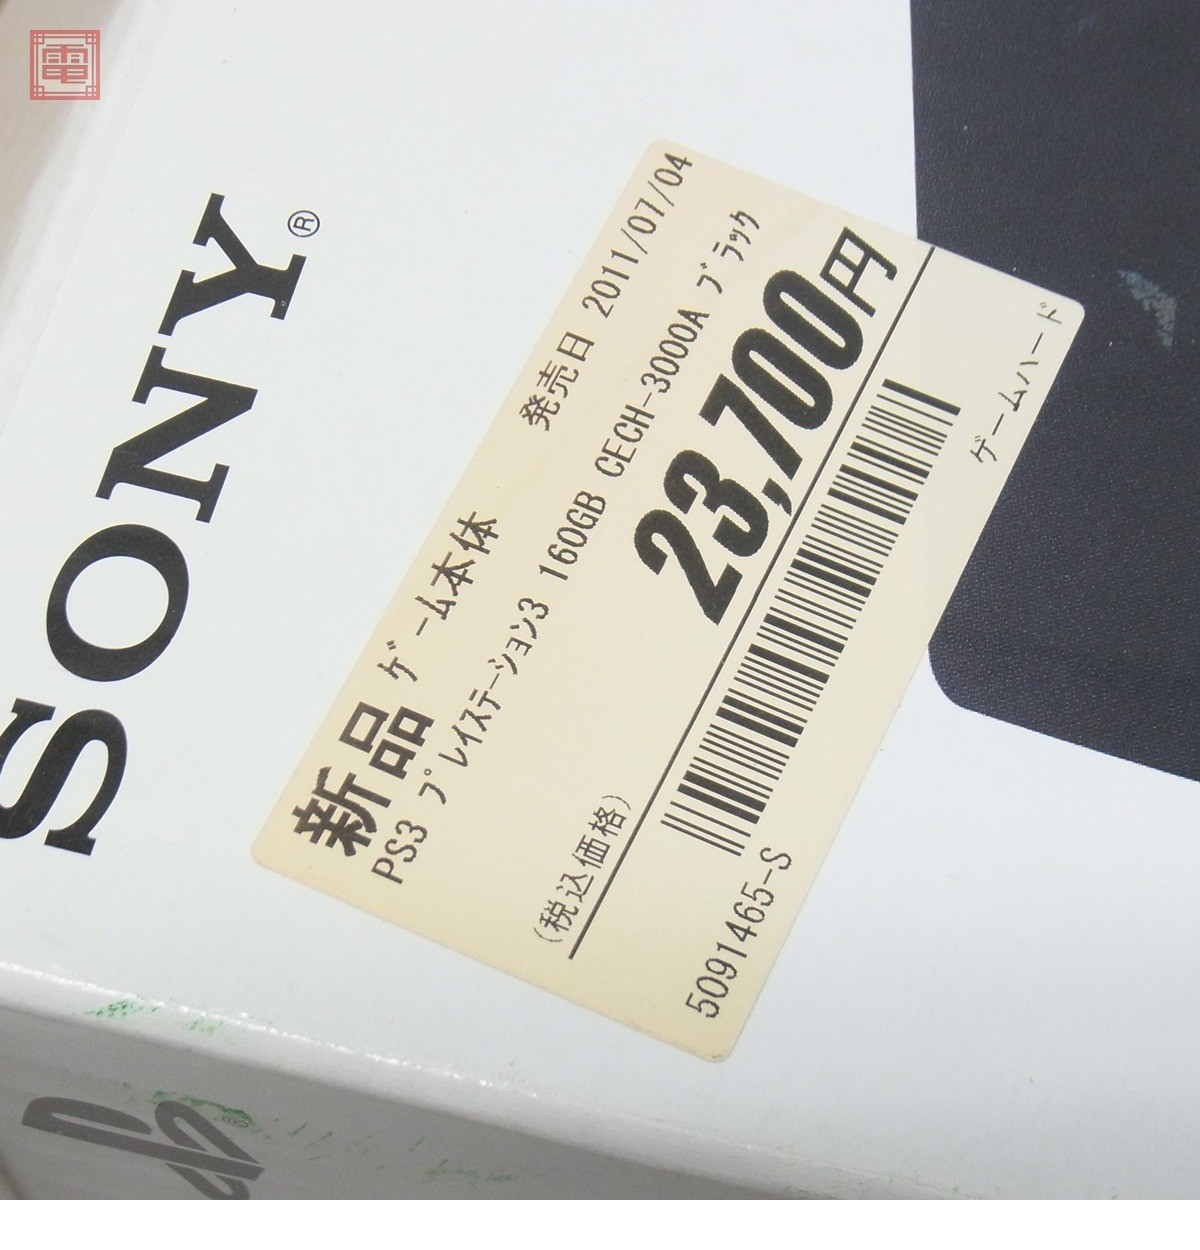 電
SONY®
新品 ｹﾞｰﾑ本体 発売日 2011/07/04
PS3 ﾌﾟﾚｲｽﾃｰｼｮﾝ3 160GB CECH-3000A ﾌﾞﾗｯｸ
(税込価格) 23,700円
5091465-S ｹﾞｰﾑﾊｰﾄﾞ
®